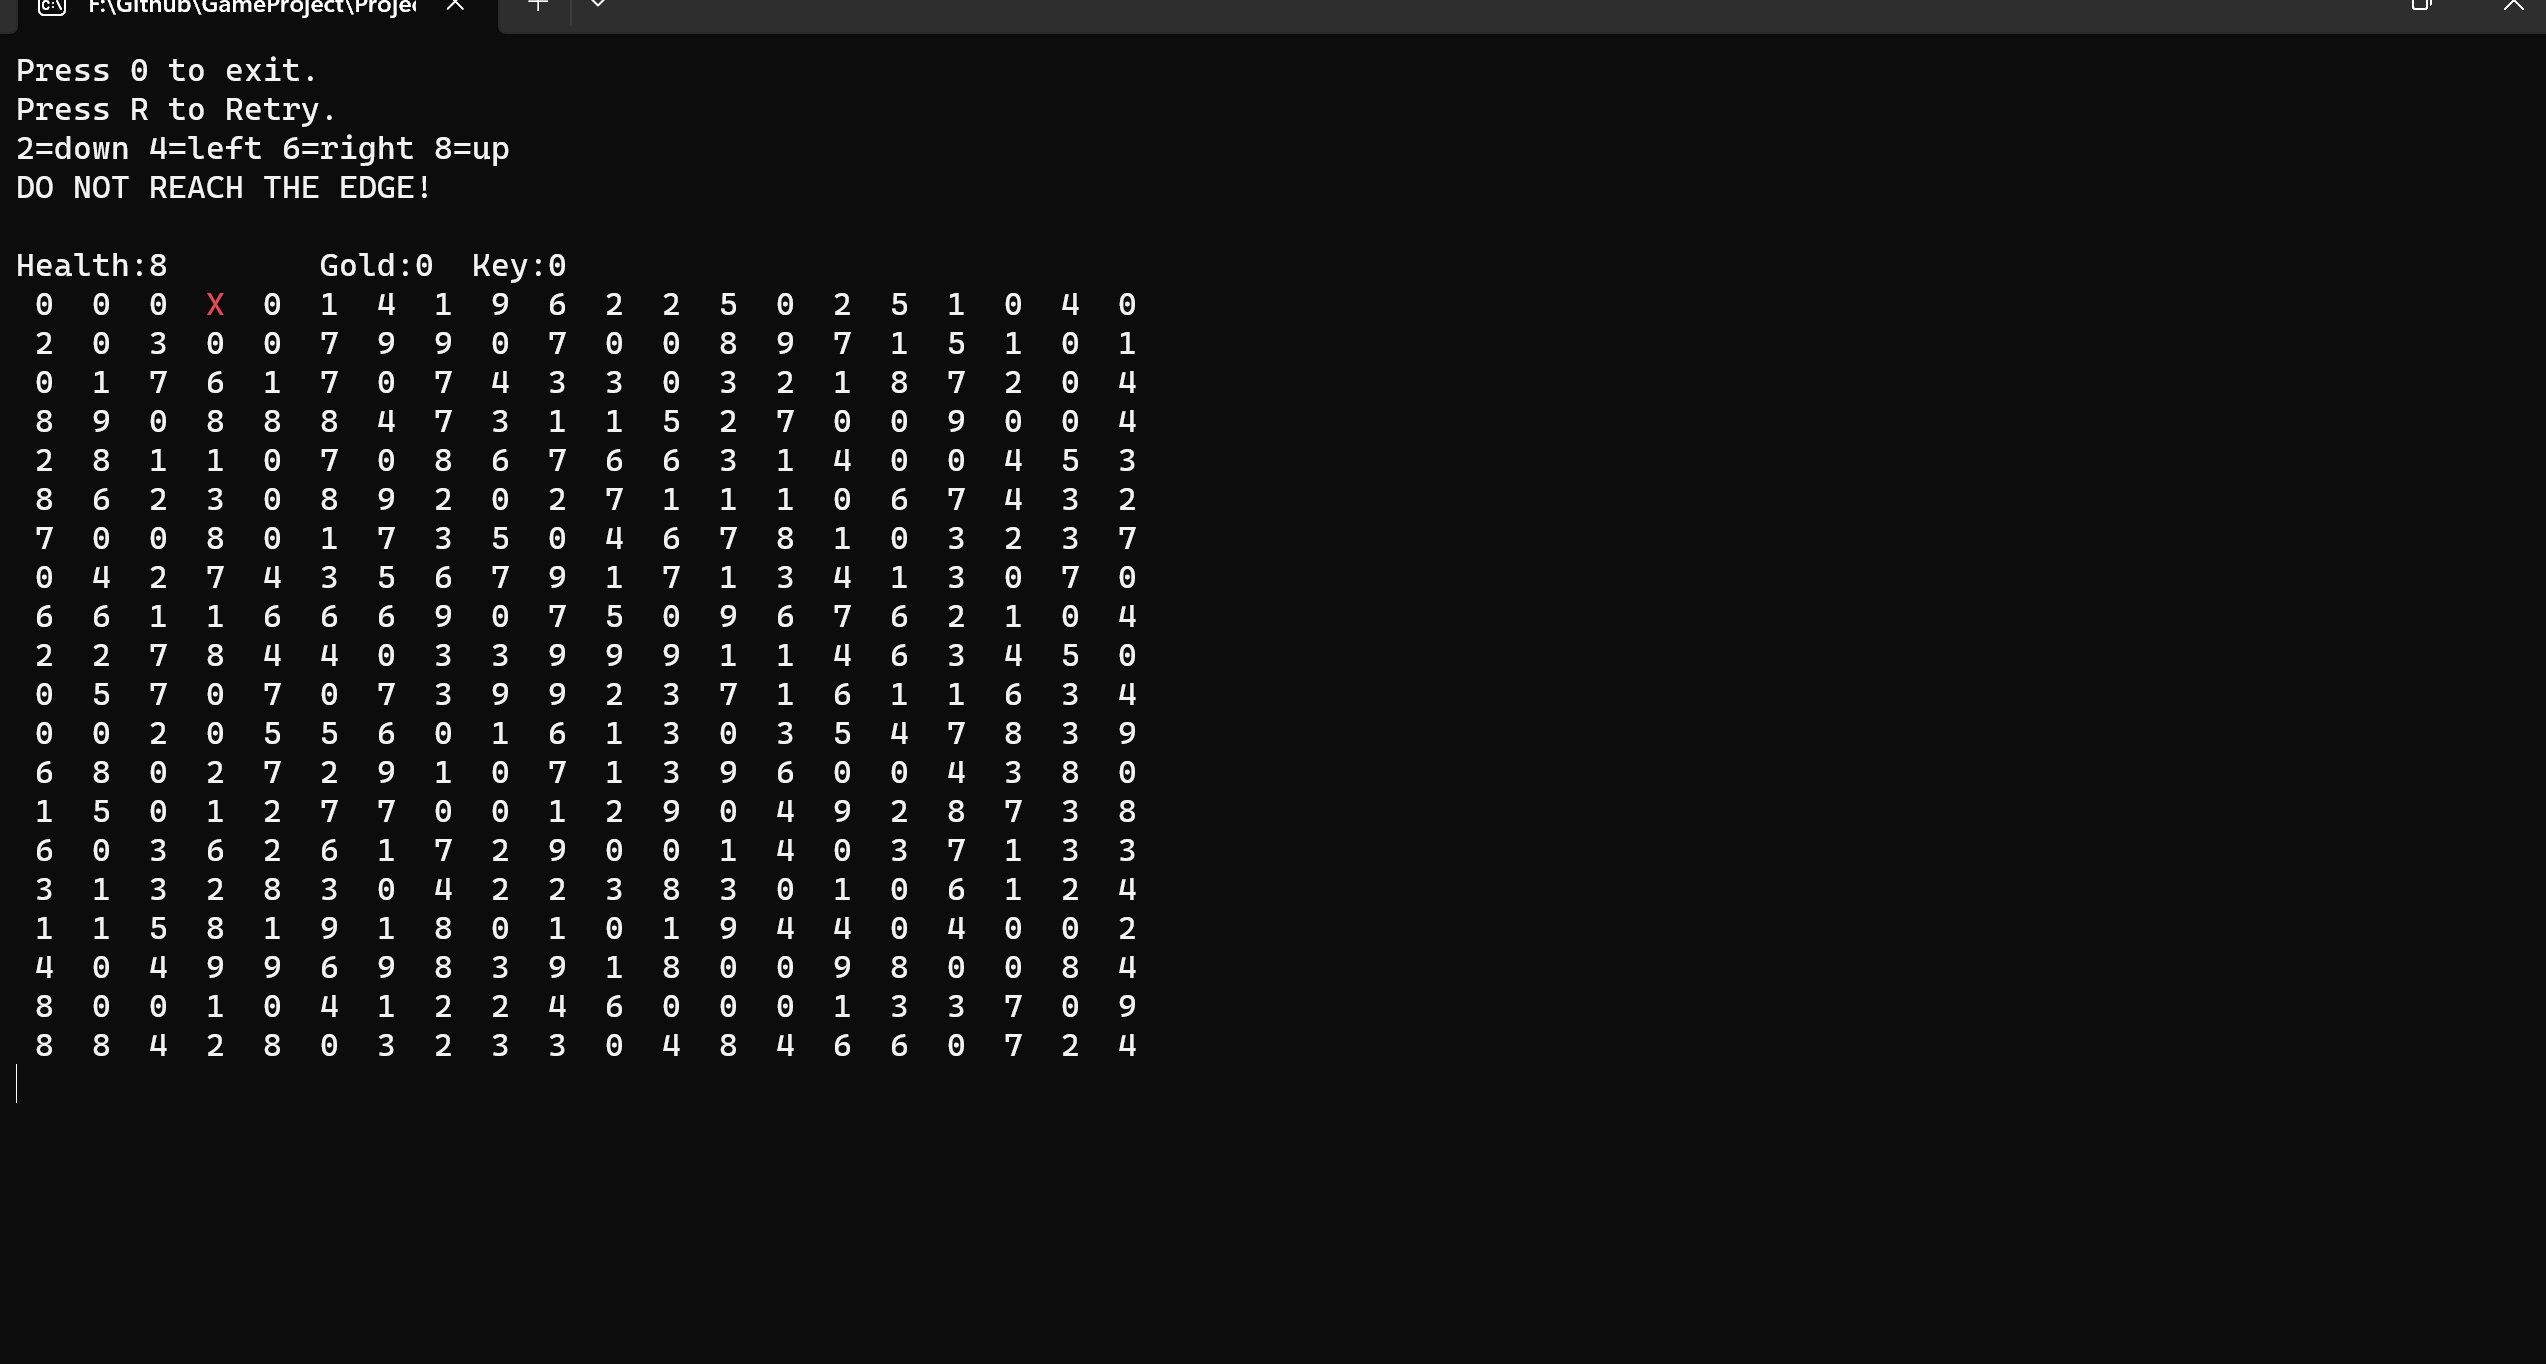 F:\Github\GameProject\Projec
Press 0 to exit.
Press R to Retry.
2=down 4=left 6=right 8=up
DO NOT REACH THE EDGE!
Health:8        Gold:0  Key:0
0  0  0  X  0  1  4  1  9  6  2  2  5  0  2  5  1  0  4  0
2  0  3  0  0  7  9  9  0  7  0  0  8  9  7  1  5  1  0  1
0  1  7  6  1  7  0  7  4  3  3  0  3  2  1  8  7  2  0  4
8  9  0  8  8  8  4  7  3  1  1  5  2  7  0  0  9  0  0  4
2  8  1  1  0  7  0  8  6  7  6  6  3  1  4  0  0  4  5  3
8  6  2  3  0  8  9  2  0  2  7  1  1  1  0  6  7  4  3  2
7  0  0  8  0  1  7  3  5  0  4  6  7  8  1  0  3  2  3  7
0  4  2  7  4  3  5  6  7  9  1  7  1  3  4  1  3  0  7  0
6  6  1  1  6  6  6  9  0  7  5  0  9  6  7  6  2  1  0  4
2  2  7  8  4  4  0  3  3  9  9  9  1  1  4  6  3  4  5  0
0  5  7  0  7  0  7  3  9  9  2  3  7  1  6  1  1  6  3  4
0  0  2  0  5  5  6  0  1  6  1  3  0  3  5  4  7  8  3  9
6  8  0  2  7  2  9  1  0  7  1  3  9  6  0  0  4  3  8  0
1  5  0  1  2  7  7  0  0  1  2  9  0  4  9  2  8  7  3  8
6  0  3  6  2  6  1  7  2  9  0  0  1  4  0  3  7  1  3  3
3  1  3  2  8  3  0  4  2  2  3  8  3  0  1  0  6  1  2  4
1  1  5  8  1  9  1  8  0  1  0  1  9  4  4  0  4  0  0  2
4  0  4  9  9  6  9  8  3  9  1  8  0  0  9  8  0  0  8  4
8  0  0  1  0  4  1  2  2  4  6  0  0  0  1  3  3  7  0  9
8  8  4  2  8  0  3  2  3  3  0  4  8  4  6  6  0  7  2  4